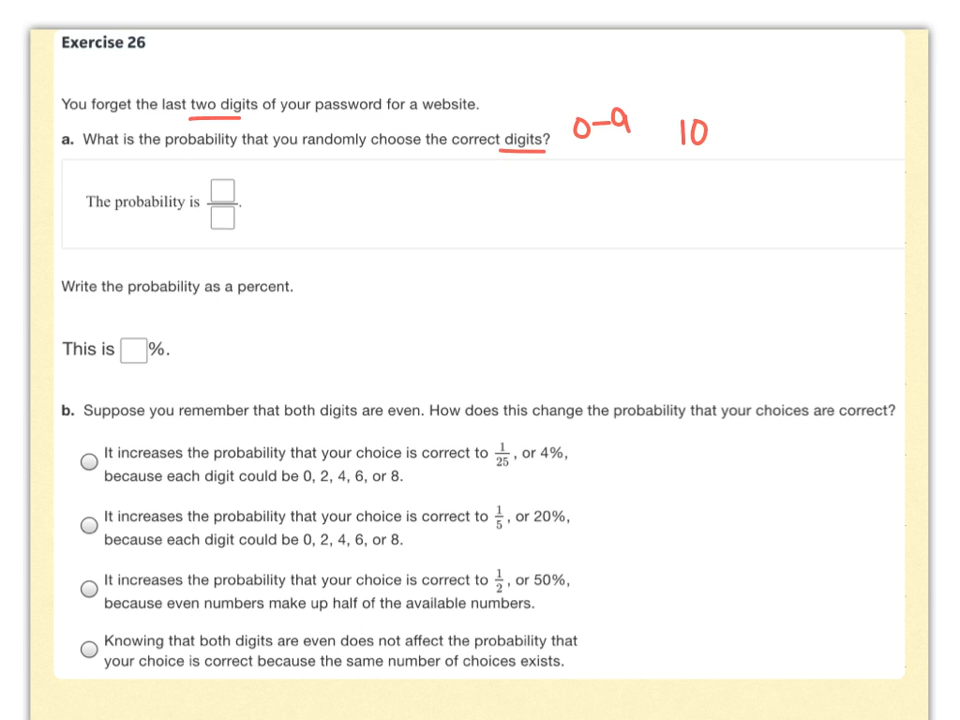 Exercise 26
You forget the last two digits of your password for a website.
a. What is the probability that you randomly choose the correct digits? 0-9 10
The probability is —.
Write the probability as a percent.
This is %.
b. Suppose you remember that both digits are even. How does this change the probability that your choices are correct?
It increases the probability that your choice is correct to 1/25, or 4%,
because each digit could be 0, 2, 4, 6, or 8.
It increases the probability that your choice is correct to 1/5, or 20%,
because each digit could be 0, 2, 4, 6, or 8.
It increases the probability that your choice is correct to 1/2, or 50%,
because even numbers make up half of the available numbers.
Knowing that both digits are even does not affect the probability that
your choice is correct because the same number of choices exists.